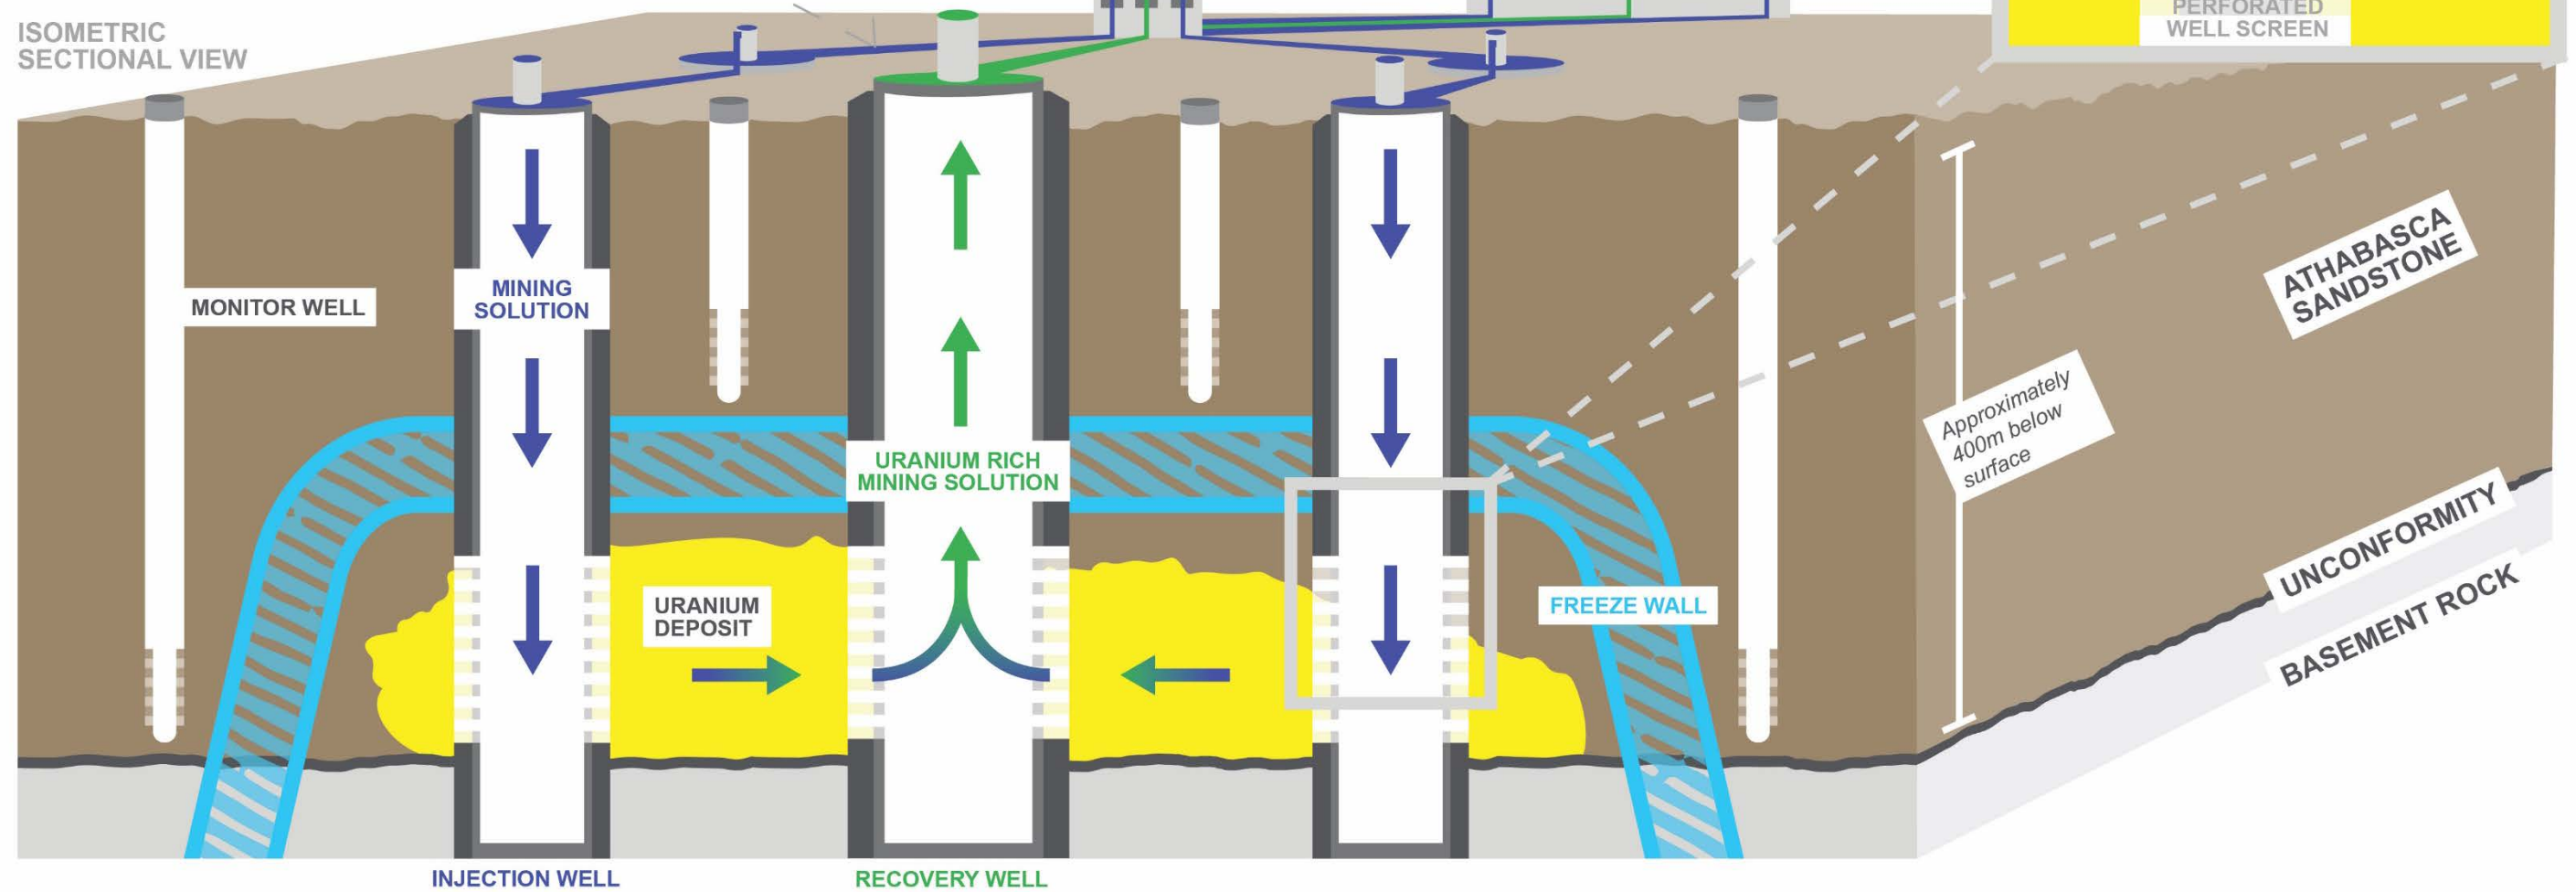 ISOMETRIC
SECTIONAL VIEW
PERFORATED
WELL SCREEN
MONITOR WELL
MINING
SOLUTION
URANIUM RICH
MINING SOLUTION
URANIUM
DEPOSIT
FREEZE WALL
Approximately
400m below
surface
ATHABASCA
SANDSTONE
UNCONFORMITY
BASEMENT ROCK
INJECTION WELL
RECOVERY WELL